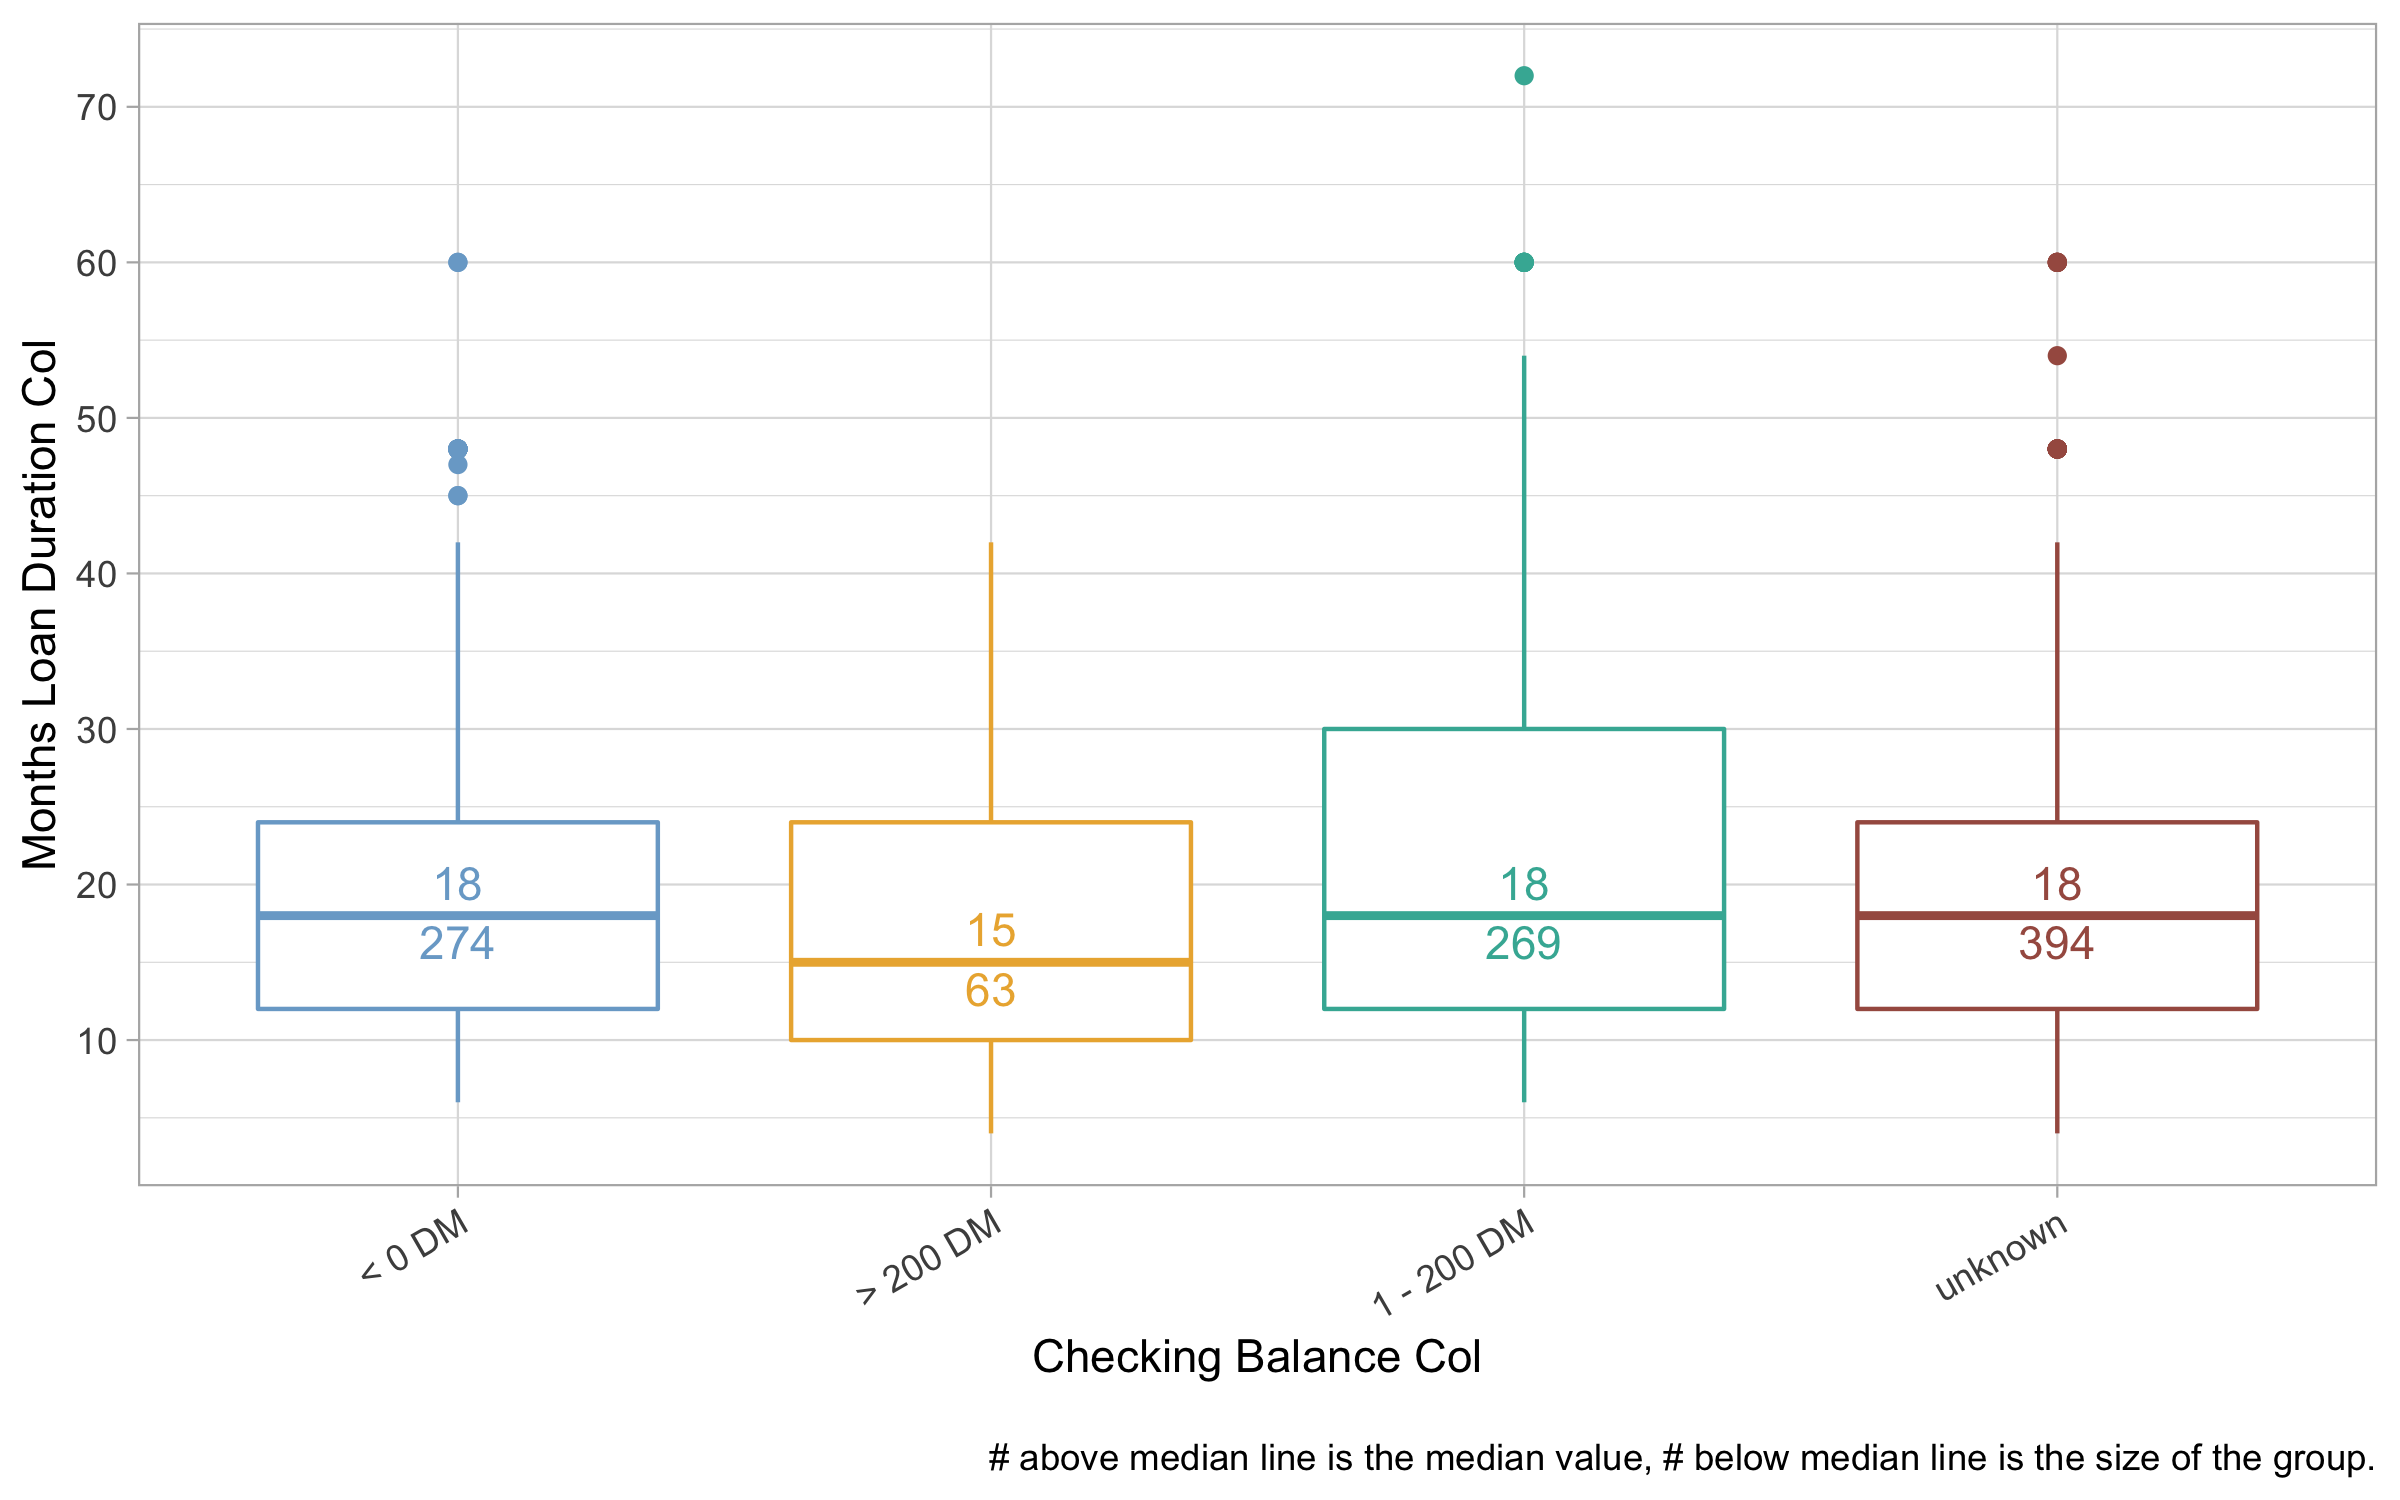 Months Loan Duration Col
70
60
50
40
30
20
10
18
274
15
63
18
269
18
394
< 0 DM
> 200 DM
1 - 200 DM
unknown
Checking Balance Col
# above median line is the median value, # below median line is the size of the group.